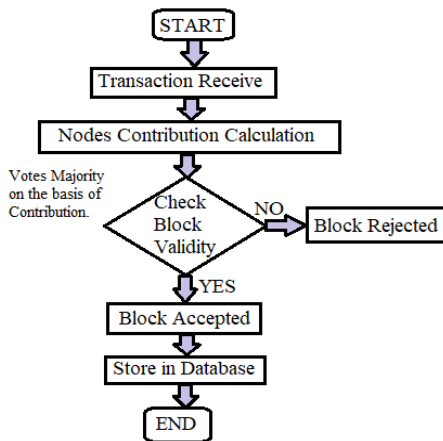 START
Transaction Receive
Nodes Contribution Calculation
Votes Majority
on the basis of
Contribution.
Check
Block
Validity
NO
Block Rejected
YES
Block Accepted
Store in Database
END